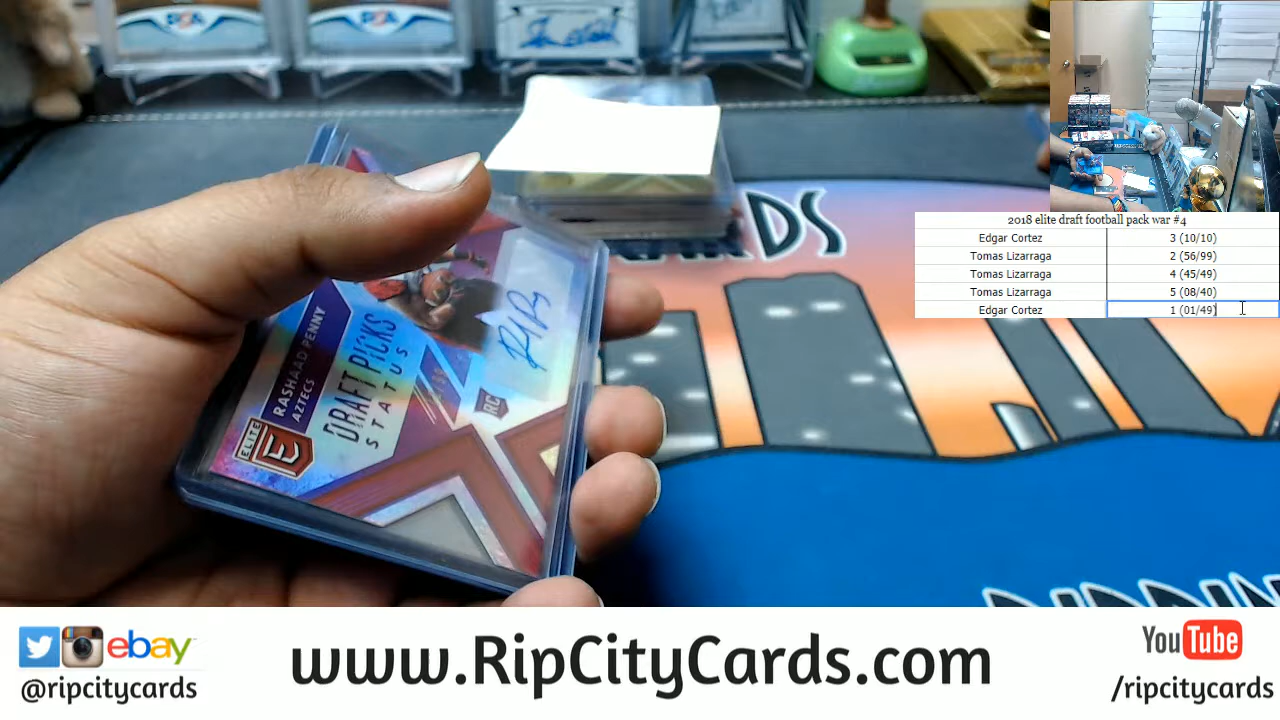 2018 elite draft football pack war #4
Edgar Cortez 3 (10/10)
Tomas Lizarraga 2 (56/99)
Tomas Lizarraga 4 (45/49)
Tomas Lizarraga 5 (08/40)
Edgar Cortez 1 (01/49)
RDS
RASHAAD PENNY
AZTECS
DRAFT PICKS
STATUS
RC
ELITE
E
ebay
@ripcitycards
www.RipCityCards.com
YouTube
/ripcitycards